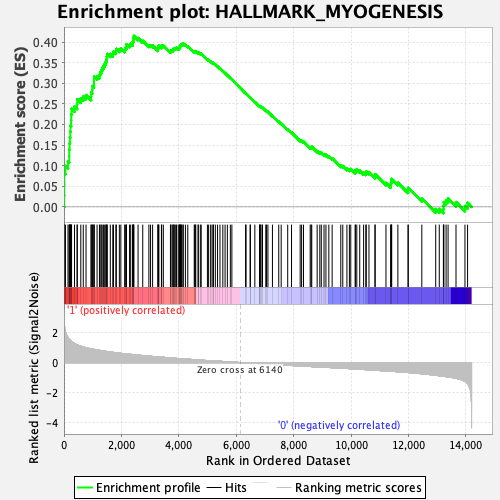 Enrichment plot: HALLMARK_MYOGENESIS
Enrichment score (ES)
0.40
0.35
0.30
0.25
0.20
0.15
0.10
0.05
0.00
'1' (positively correlated)
Ranked list metric (Signal2Noise)
2
0
-2
-4
Zero cross at 6140
'0' (negatively correlated)
0
2,000
4,000
6,000
8,000
10,000
12,000
14,000
Rank in Ordered Dataset
Enrichment profile
Hits
Ranking metric scores